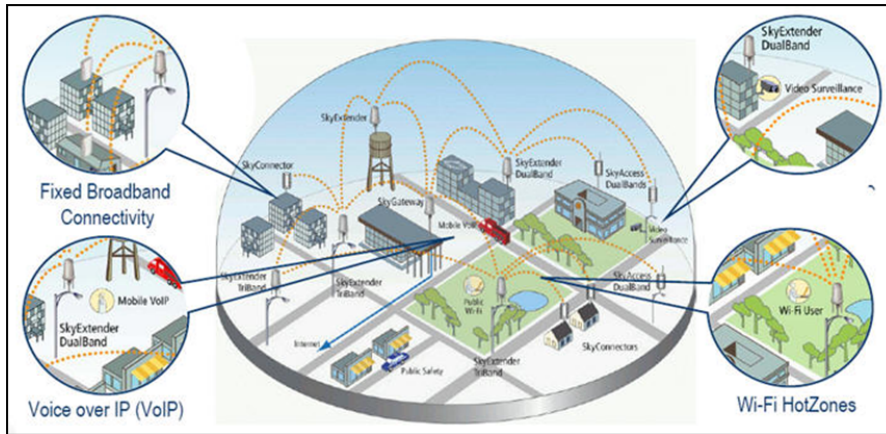 SkyExtender
DualBand
Video Surveillance
Fixed Broadband
Connectivity
SkyExtender
SkyConnector
SkyExtender
DualBand
SkyAccess
DualBands
SkyGateway
Mobile VoIP
Video
Surveillance
Mobile VoIP
SkyExtender
DualBand
Voice over IP (VoIP)
SkyExtender
TriBand
SkyExtender
TriBand
Public
Wi-Fi
SkyAccess
DualBand
Internet
Public Safety
SkyExtender
TriBand
SkyConnectors
Wi-Fi User
Wi-Fi HotZones